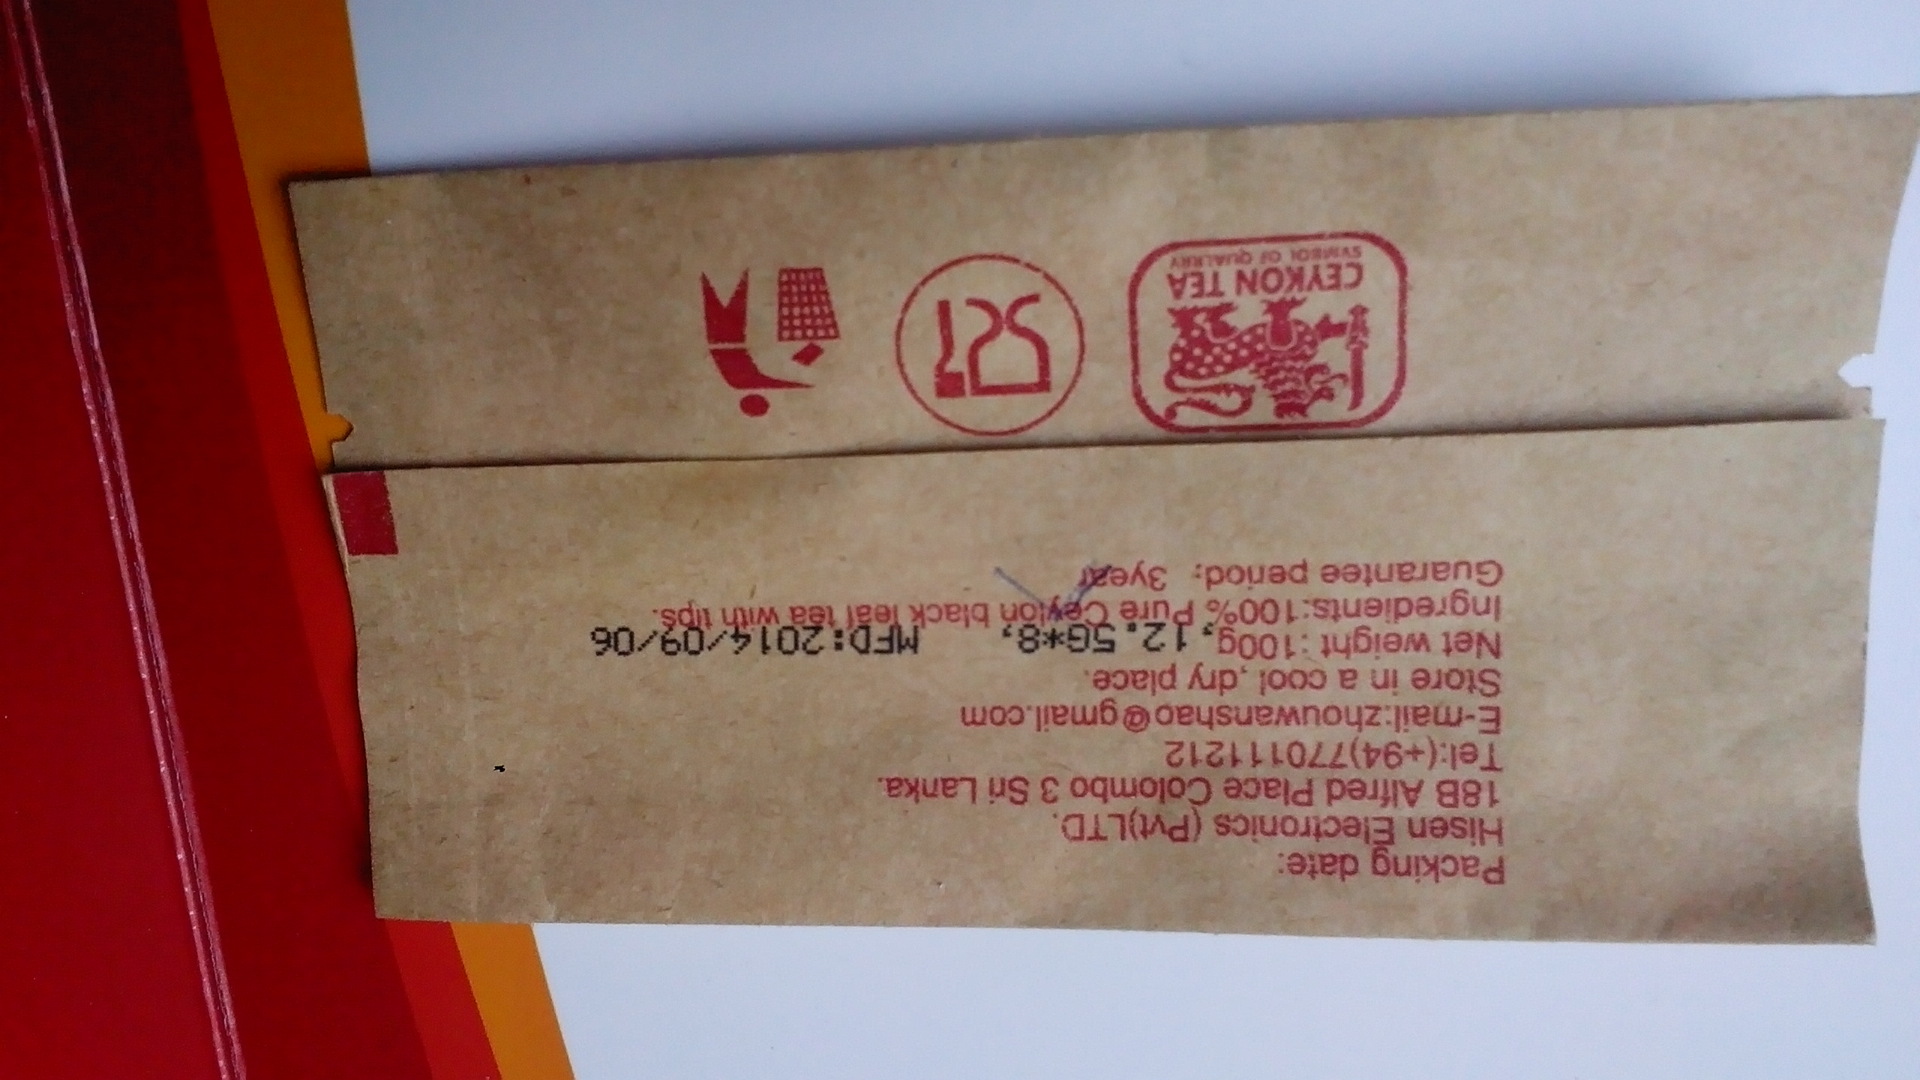 Packing date:
Hisen Electronics (Pvt)LTD.
18B Alfred Place Colombo 3 Sri Lanka.
Tel:(+94)770111212
E-mail:zhouwanshao@gmail.com
Store in a cool, dry place.
Net weight: 100g, 12.5G*8, MFD:2014/09/06
Ingredients:100% Pure Ceylon black leaf tea with tips.
Guarantee period: 3year
CEYKON TEA
SYMBOL OF QUALRRY